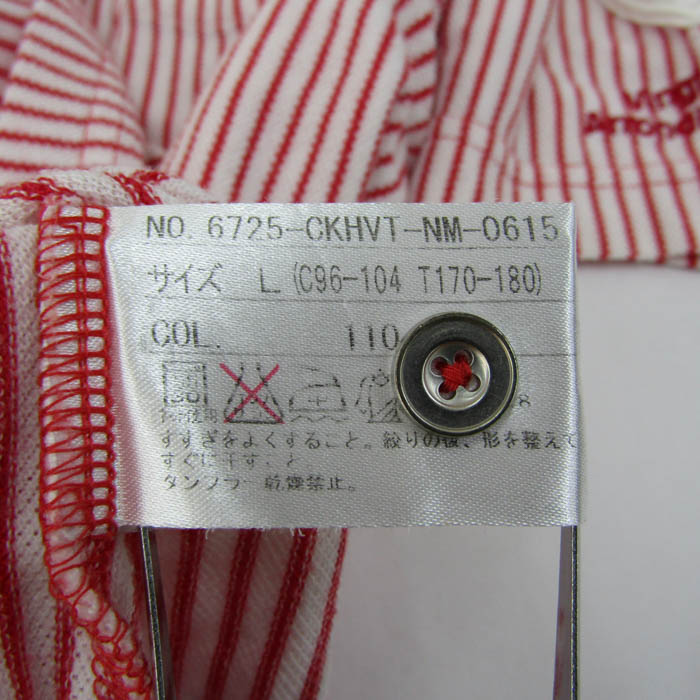 NO. 6725-CKHVT-NM-0615
サイズ L (C96-104 T170-180)
COL. 110
すすぎをよくすること。絞りの後、形を整えて
すぐに干すこと
タンブラー乾燥禁止。